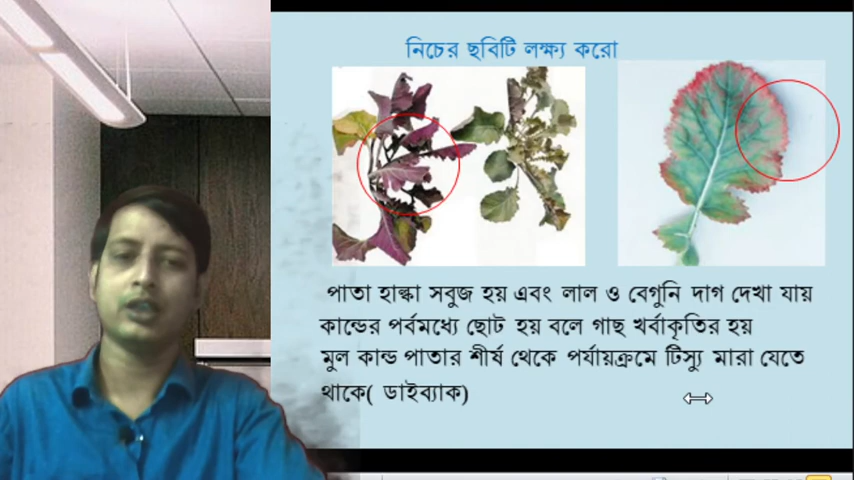 নিচের ছবিটি লক্ষ্য করো
পাতা হাল্কা সবুজ হয় এবং লাল ও বেগুনি দাগ দেখা যায়
কান্ডের পর্বমধ্যে ছোট হয় বলে গাছ খর্বাকৃতির হয়
মুল কান্ড পাতার শীর্ষ থেকে পর্যায়ক্রমে টিস্যু মারা যেতে
থাকে( ডাইব্যাক)